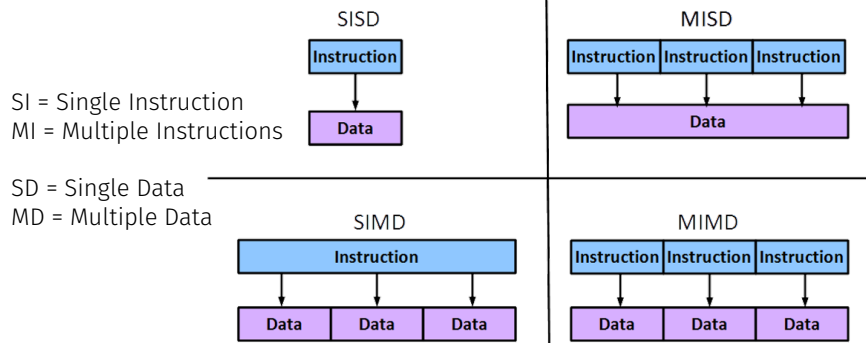 SISD
Instruction
Data
MISD
Instruction Instruction Instruction
Data
SI = Single Instruction
MI = Multiple Instructions
SD = Single Data
MD = Multiple Data
SIMD
Instruction
Data Data Data
MIMD
Instruction Instruction Instruction
Data Data Data